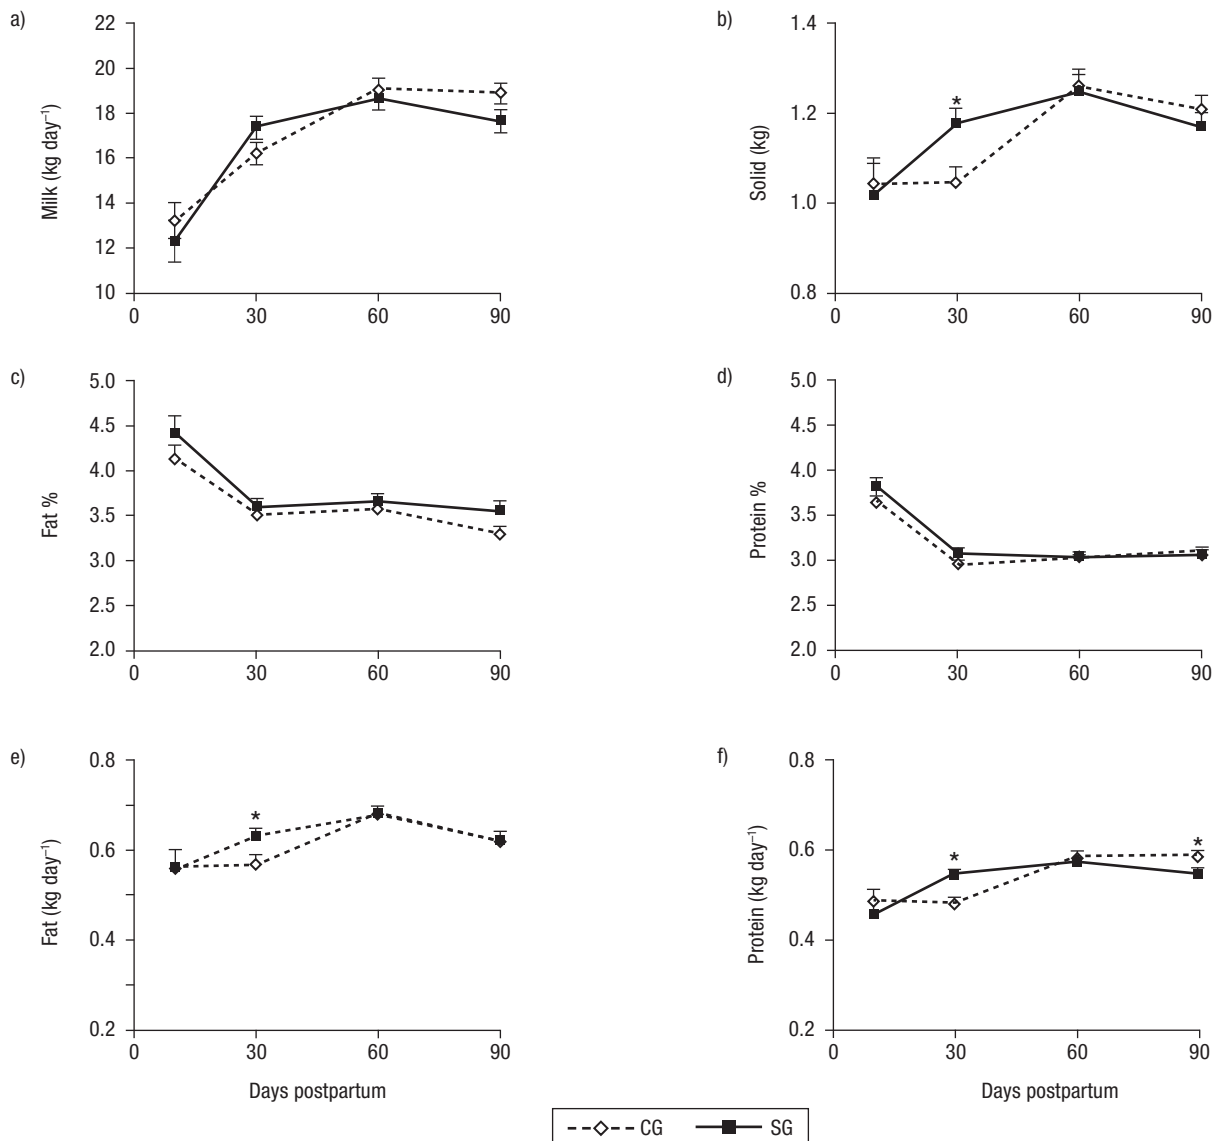 a)
22
20
18
16
14
12
10
Milk (kg day⁻¹)
0 30 60 90
b)
1.4
1.2
1.0
0.8
Solid (kg)
*
0 30 60 90
c)
5.0
4.5
4.0
3.5
3.0
2.5
2.0
Fat %
0 30 60 90
d)
5.0
4.5
4.0
3.5
3.0
2.5
2.0
Protein %
0 30 60 90
e)
0.8
0.6
0.4
0.2
Fat (kg day⁻¹)
*
0 30 60 90
Days postpartum
f)
0.8
0.6
0.4
0.2
Protein (kg day⁻¹)
* *
0 30 60 90
Days postpartum
CG SG